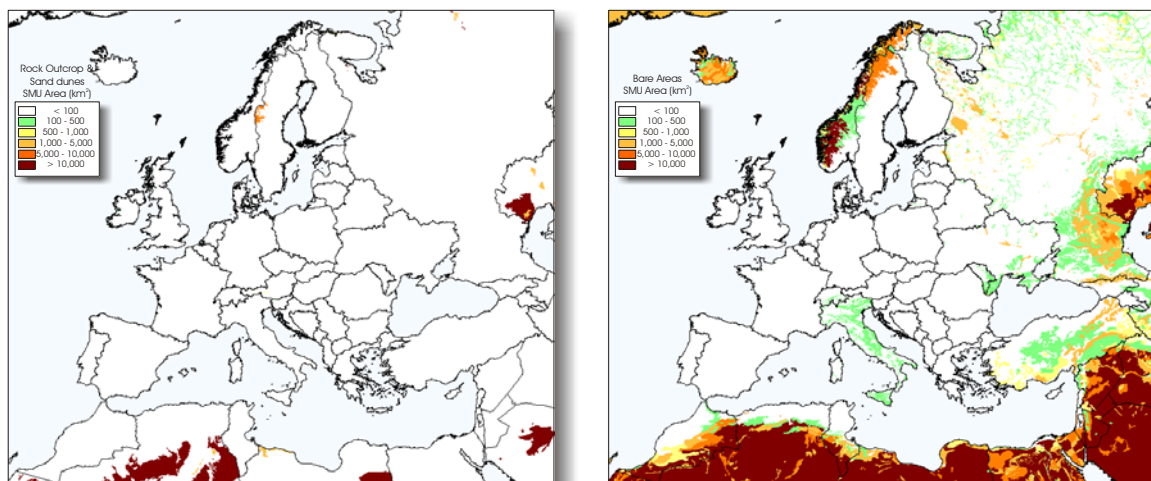 Rock Outcrop &
Sand dunes
SMU Area (km²)
< 100
100 - 500
500 - 1,000
1,000 - 5,000
5,000 - 10,000
> 10,000
Bare Areas
SMU Area (km²)
< 100
100 - 500
500 - 1,000
1,000 - 5,000
5,000 - 10,000
> 10,000